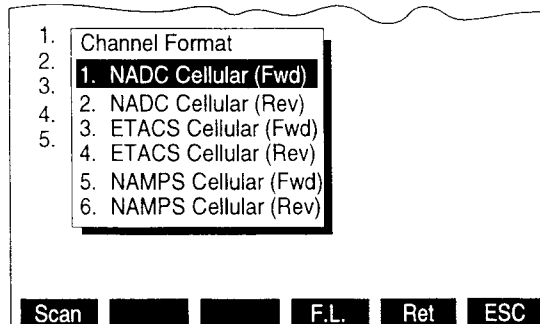 1.
2.
3.
4.
5.
Channel Format
1. NADC Cellular (Fwd)
2. NADC Cellular (Rev)
3. ETACS Cellular (Fwd)
4. ETACS Cellular (Rev)
5. NAMPS Cellular (Fwd)
6. NAMPS Cellular (Rev)
Scan F.L. Ret ESC